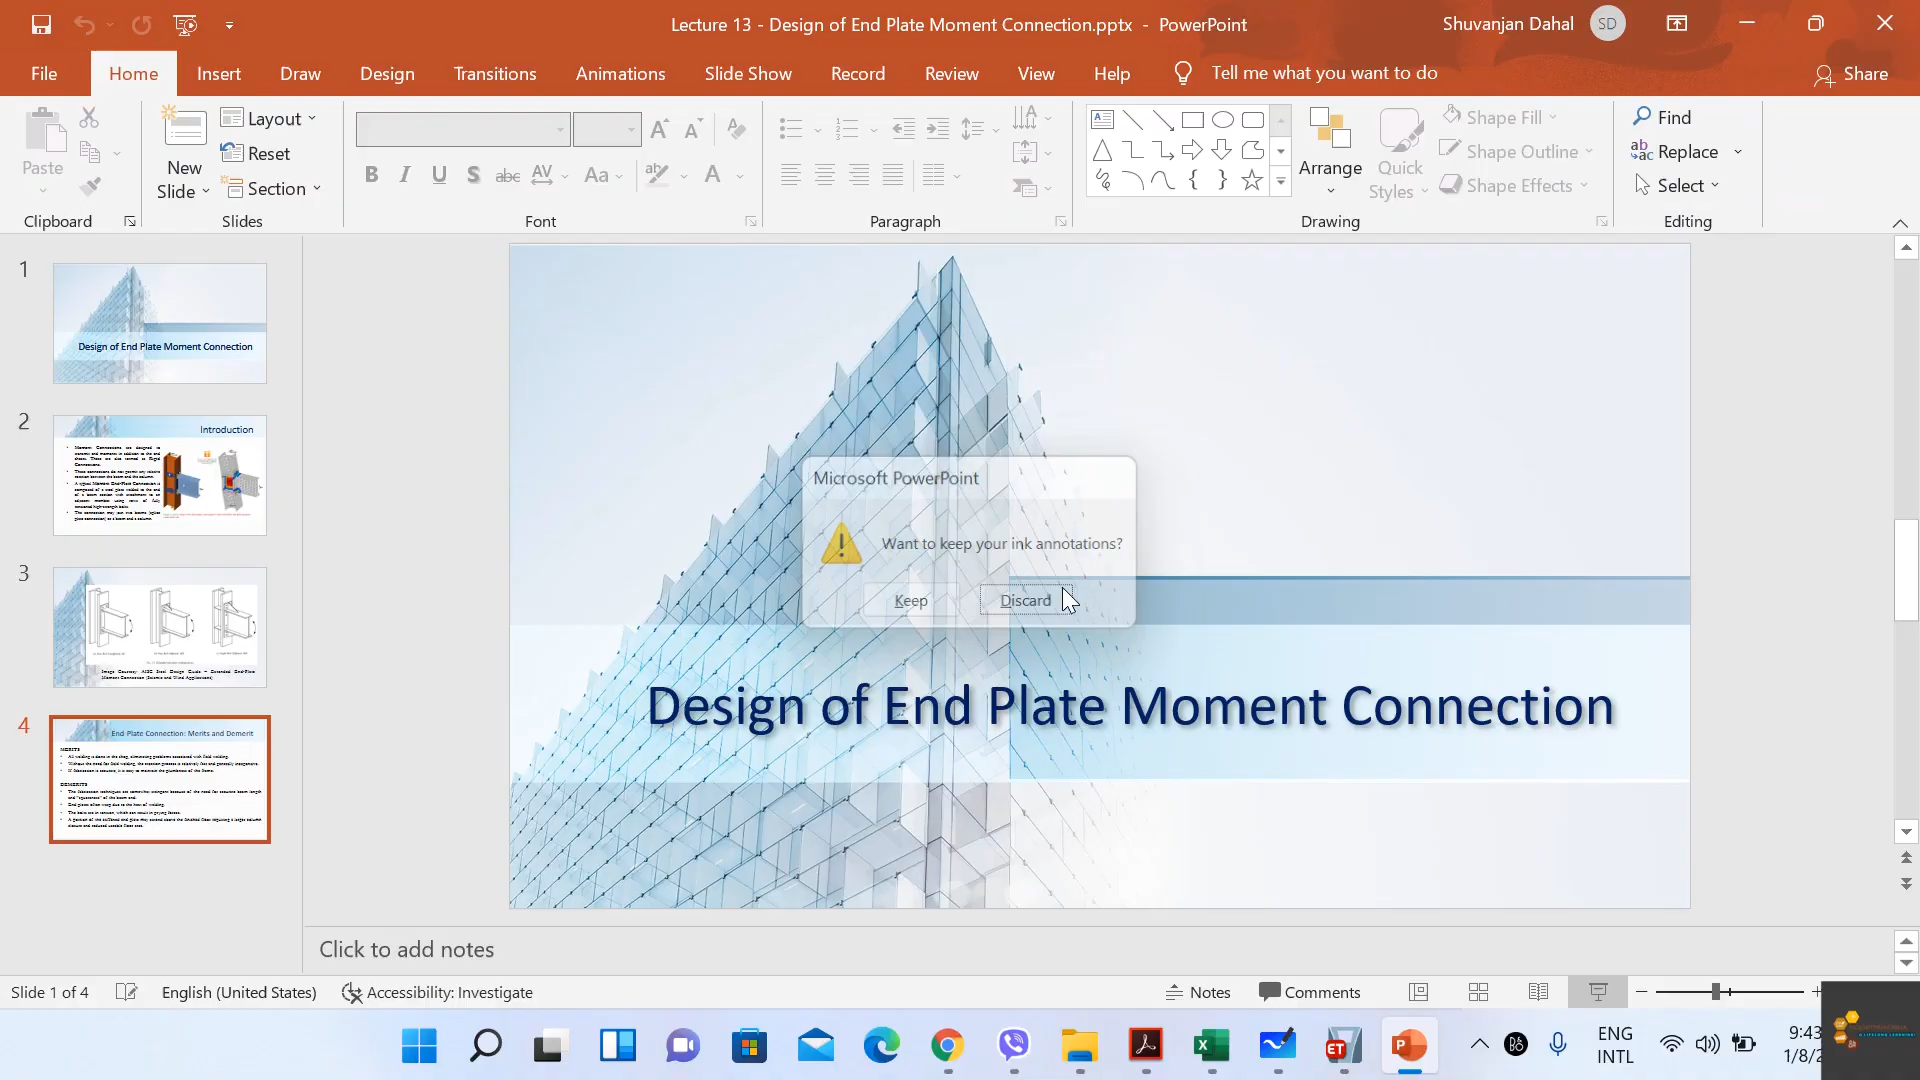 Lecture 13 - Design of End Plate Moment Connection.pptx - PowerPoint
Shuvanjan Dahal
SD
File
Home
Insert
Draw
Design
Transitions
Animations
Slide Show
Record
Review
View
Help
Tell me what you want to do
Share
Paste
New
Slide
Layout
Reset
Section
Arrange
Quick
Styles
Shape Fill
Shape Outline
Shape Effects
Find
Replace
Select
Clipboard
Slides
Font
Paragraph
Drawing
Editing
1
Design of End Plate Moment Connection
2
Introduction
3
4
End Plate Connection: Merits and Demerit
MERITS
DEMERITS
Microsoft PowerPoint
Want to keep your ink annotations?
Keep
Discard
Design of End Plate Moment Connection
Click to add notes
Slide 1 of 4
English (United States)
Accessibility: Investigate
Notes
Comments
ENG
INTL
9:43
1/8/2